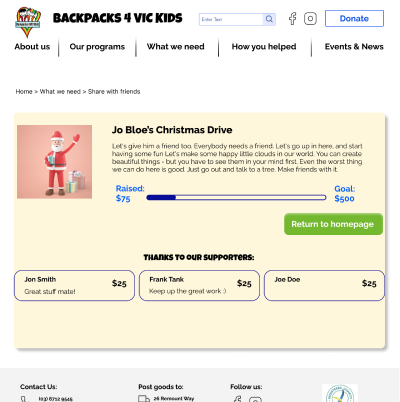 BACKPACKS 4 VIC KIDS
Enter Text
Donate
About us
Our programs
What we need
How you helped
Events & News
Home > What we need > Share with friends
Jo Bloe's Christmas Drive
Let's give him a friend too. Everybody needs a friend. Let's go up in here, and start
having some fun Let's make some happy little clouds in our world. You can create
beautiful things - but you have to see them in your mind first. Even the worst thing
we can do here is good. Just go out and talk to a tree. Make friends with it.
Raised:
$75
Goal:
$500
Return to homepage
Thanks to our supporters:
Jon Smith
Great stuff mate!
$25
Frank Tank
Keep up the great work :)
$25
Joe Doe
$25
Contact Us:
(03) 8712 9545
Post goods to:
26 Remount Way
Follow us: